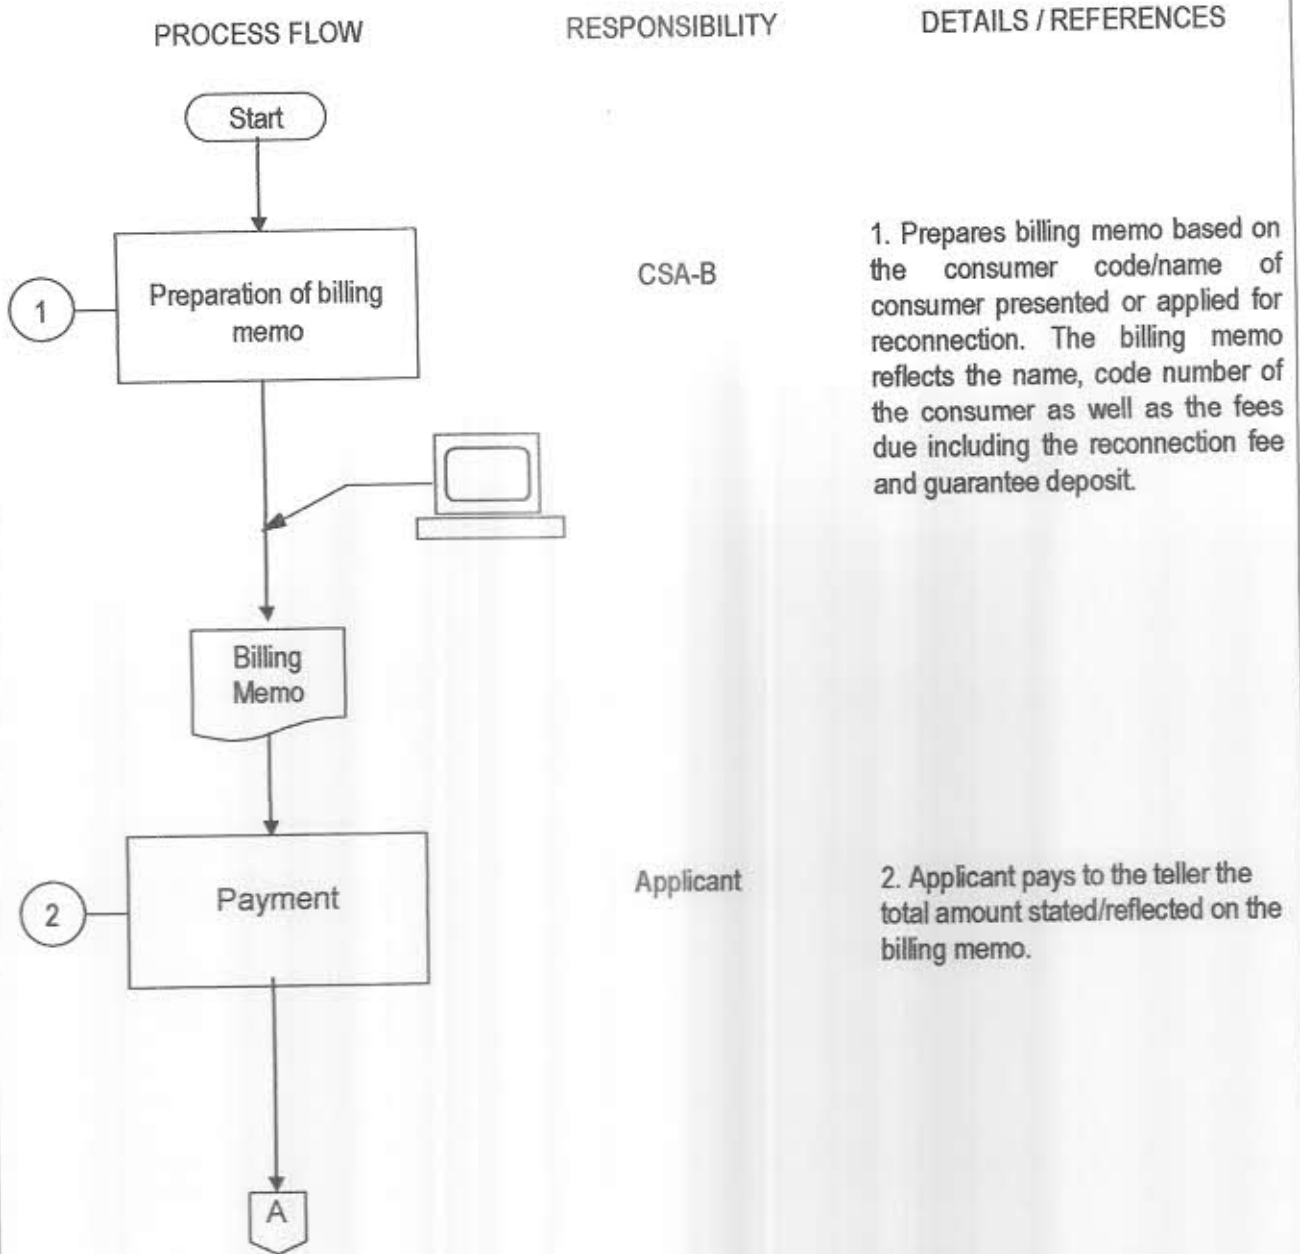 PROCESS FLOW
RESPONSIBILITY
DETAILS / REFERENCES
Start
1
Preparation of billing
memo
CSA-B
1. Prepares billing memo based on
the consumer code/name of
consumer presented or applied for
reconnection. The billing memo
reflects the name, code number of
the consumer as well as the fees
due including the reconnection fee
and guarantee deposit.
Billing
Memo
2
Payment
Applicant
2. Applicant pays to the teller the
total amount stated/reflected on the
billing memo.
A